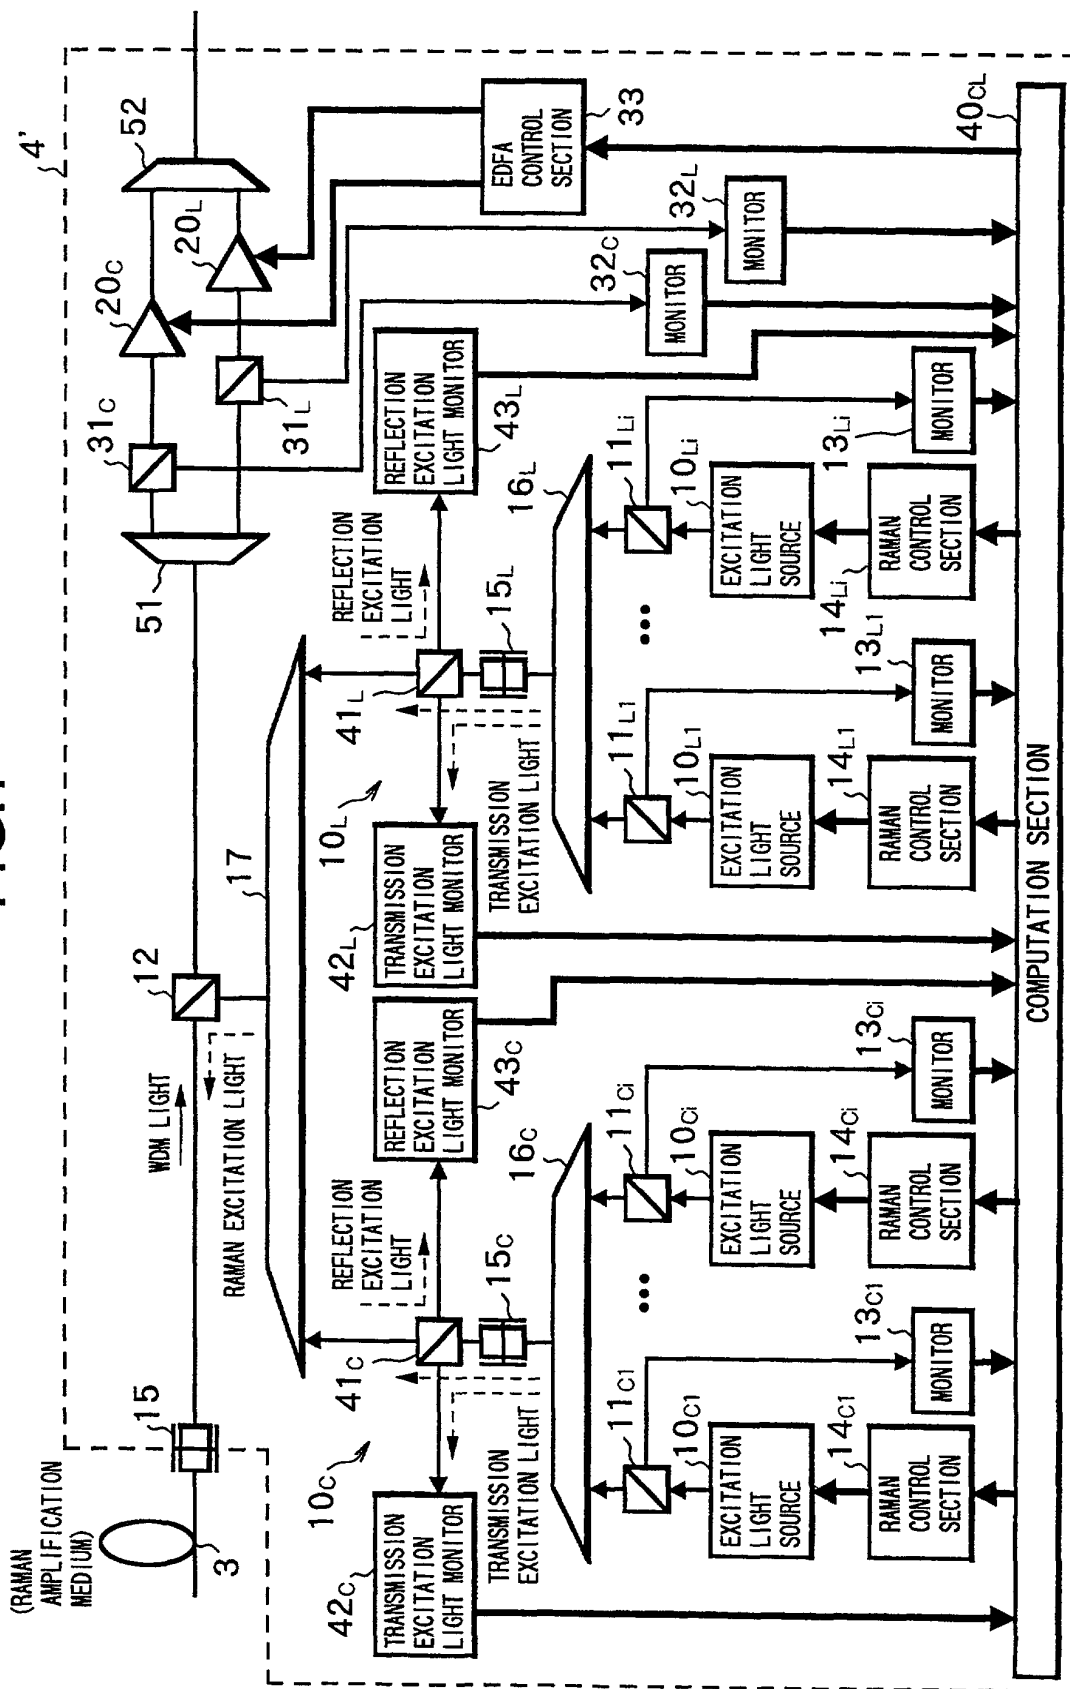 (RAMAN
AMPLIFICATION
MEDIUM)
3
15
WDM LIGHT
RAMAN EXCITATION LIGHT
12
17
51
31C
31L
20C
20L
52
4'
10C
42C
TRANSMISSION
EXCITATION
LIGHT MONITOR
41C
REFLECTION
EXCITATION
LIGHT
REFLECTION
EXCITATION
LIGHT MONITOR
43C
TRANSMISSION
EXCITATION LIGHT
15C
16C
10L
42L
TRANSMISSION
EXCITATION
LIGHT MONITOR
41L
REFLECTION
EXCITATION
LIGHT
REFLECTION
EXCITATION
LIGHT MONITOR
43L
TRANSMISSION
EXCITATION LIGHT
15L
16L
EDFA
CONTROL
SECTION
33
32C
MONITOR
32L
MONITOR
11C1
10C1
EXCITATION
LIGHT
SOURCE
14C1
RAMAN
CONTROL
SECTION
13C1
MONITOR
...
11Ci
10Ci
EXCITATION
LIGHT
SOURCE
14Ci
RAMAN
CONTROL
SECTION
13Ci
MONITOR
11L1
10L1
EXCITATION
LIGHT
SOURCE
14L1
RAMAN
CONTROL
SECTION
13L1
MONITOR
...
11Li
10Li
EXCITATION
LIGHT
SOURCE
14Li
RAMAN
CONTROL
SECTION
13Li
MONITOR
40CL
COMPUTATION SECTION